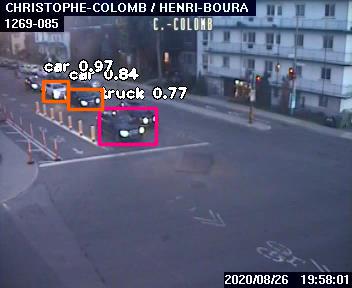 CHRISTOPHE-COLOMB / HENRI-BOURA
1269-085
C.-COLOMB
car 0.97
car 0.84
truck 0.77
2020/08/26 19:58:01